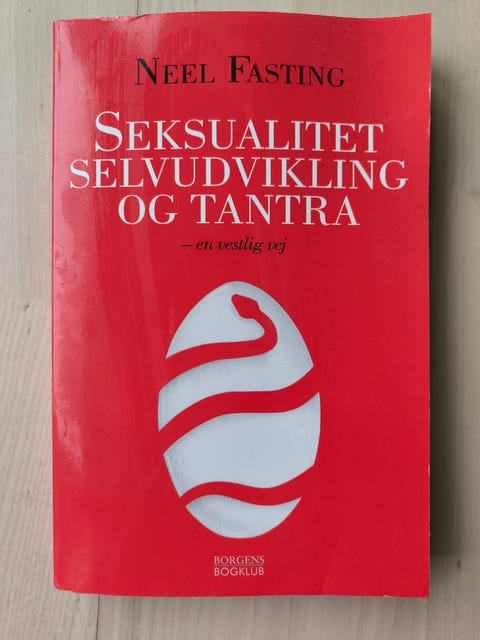 NEEL FASTING
SEKSUALITET
SELVUDVIKLING
OG TANTRA
– en vestlig vej
BORGENS
BOGKLUB